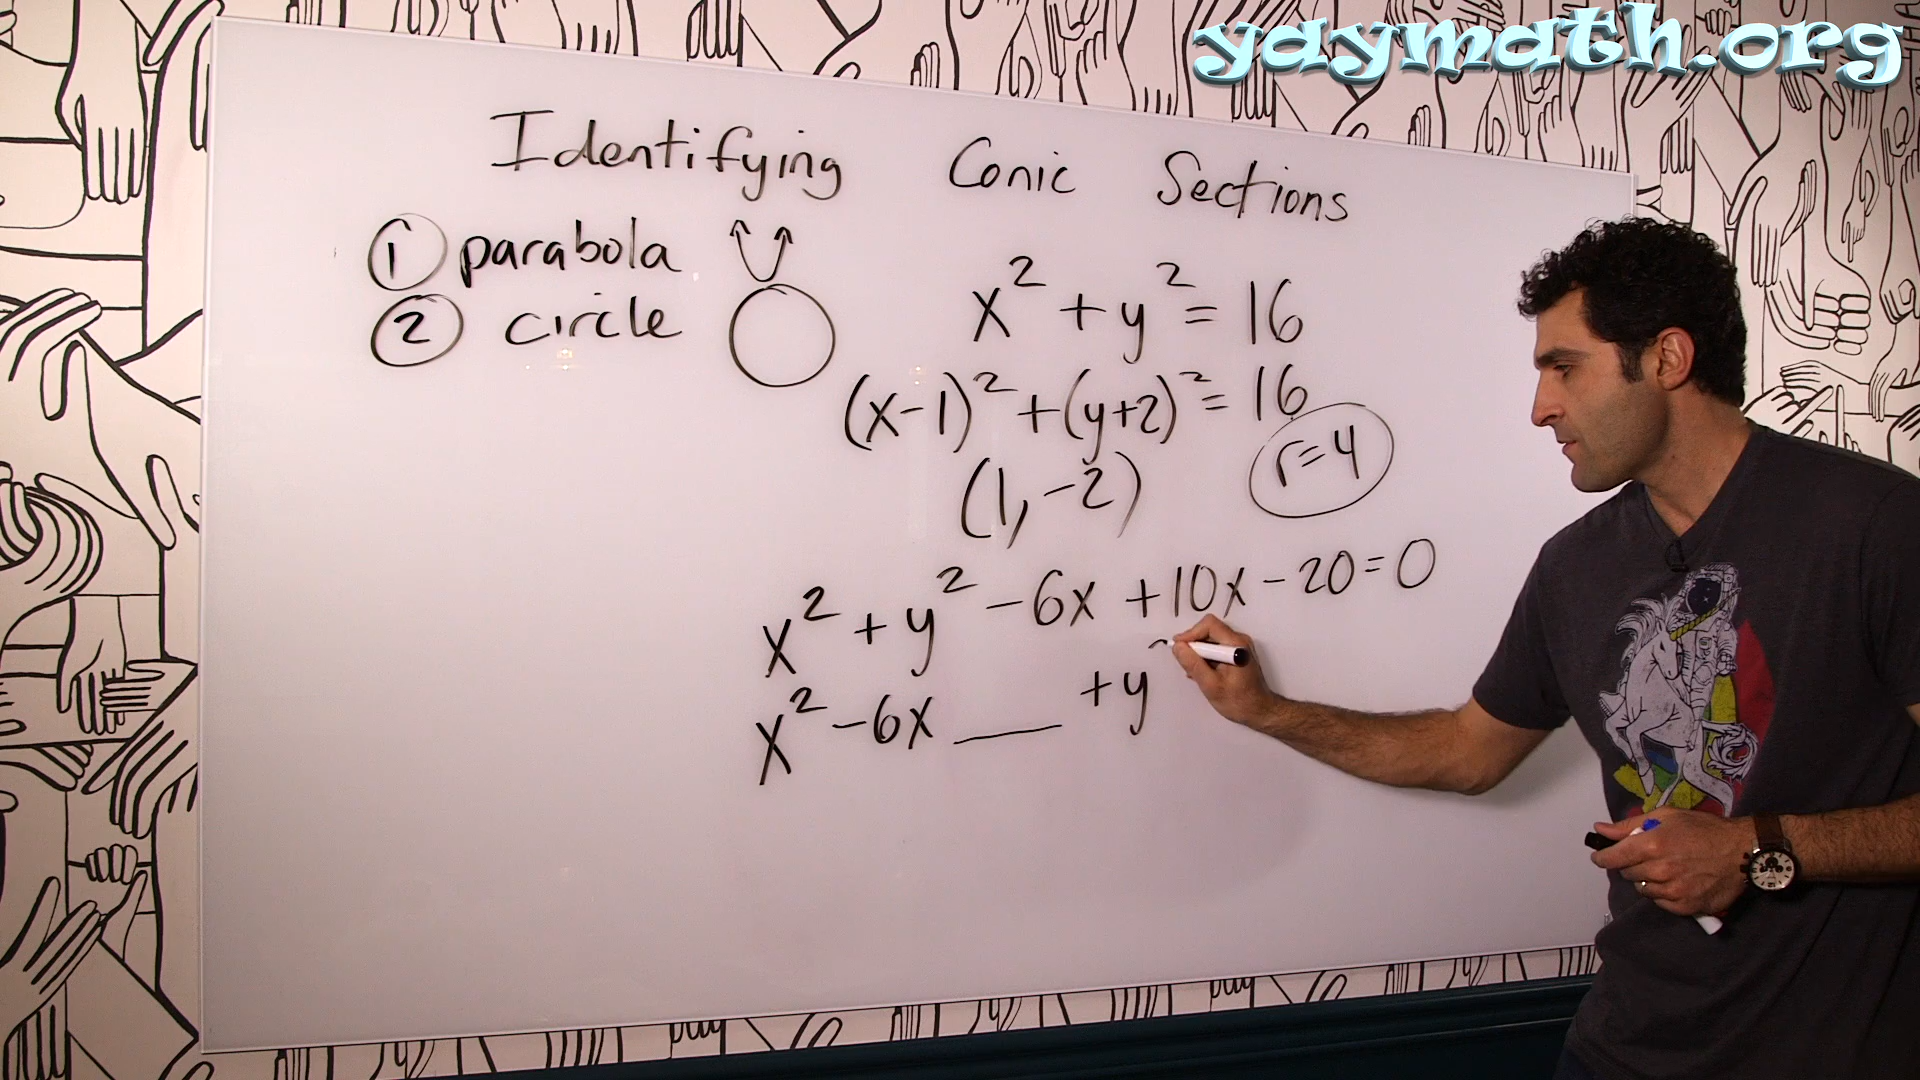 yaymath.org
Identifying Conic Sections
① parabola
② circle
x² + y² = 16
(x-1)² + (y+2)² = 16
(1, -2) r=4
x² + y² - 6x + 10x - 20 = 0
x² - 6x ___ + y